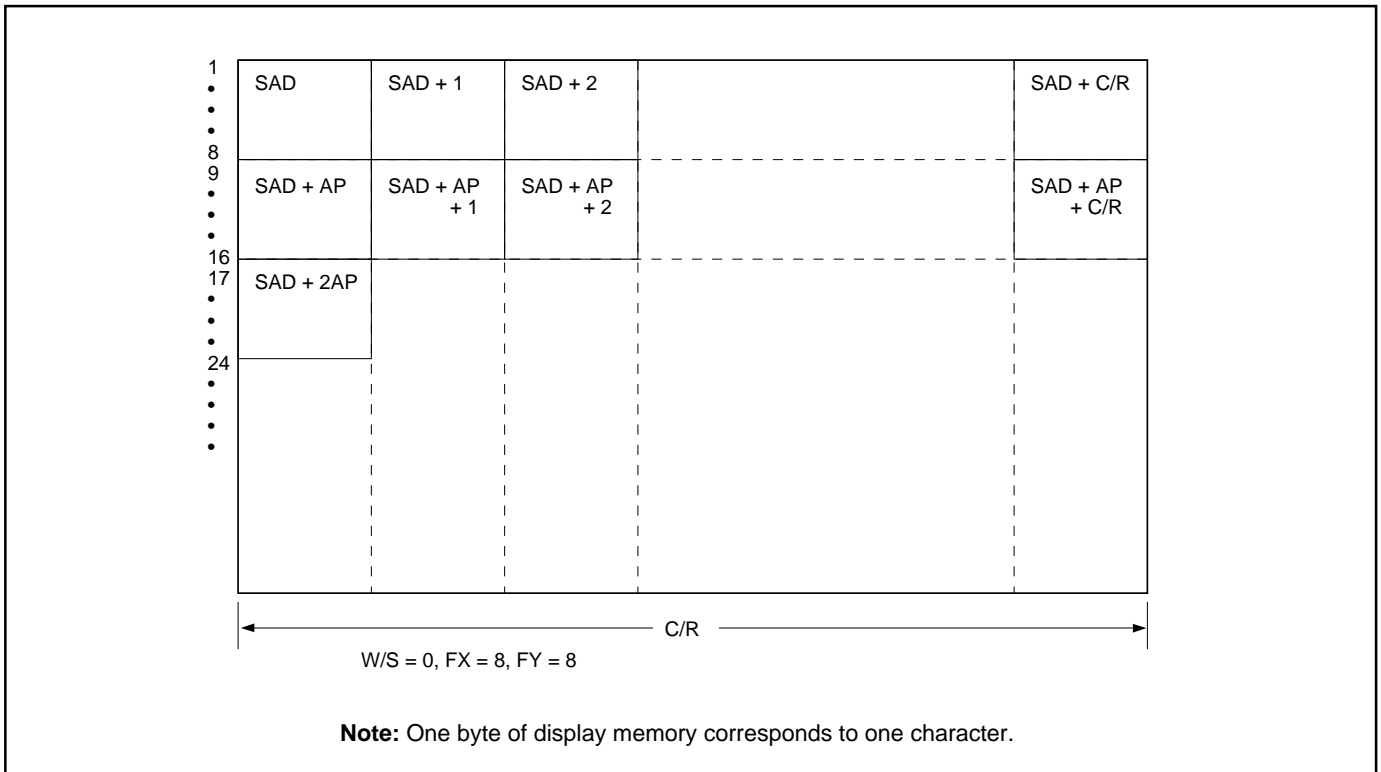 1
SAD
SAD + 1
SAD + 2
SAD + C/R
•
•
•
8
9
SAD + AP
SAD + AP
+ 1
SAD + AP
+ 2
SAD + AP
+ C/R
•
•
•
16
17
SAD + 2AP
•
•
•
24
•
•
•
•
C/R
W/S = 0, FX = 8, FY = 8
Note: One byte of display memory corresponds to one character.